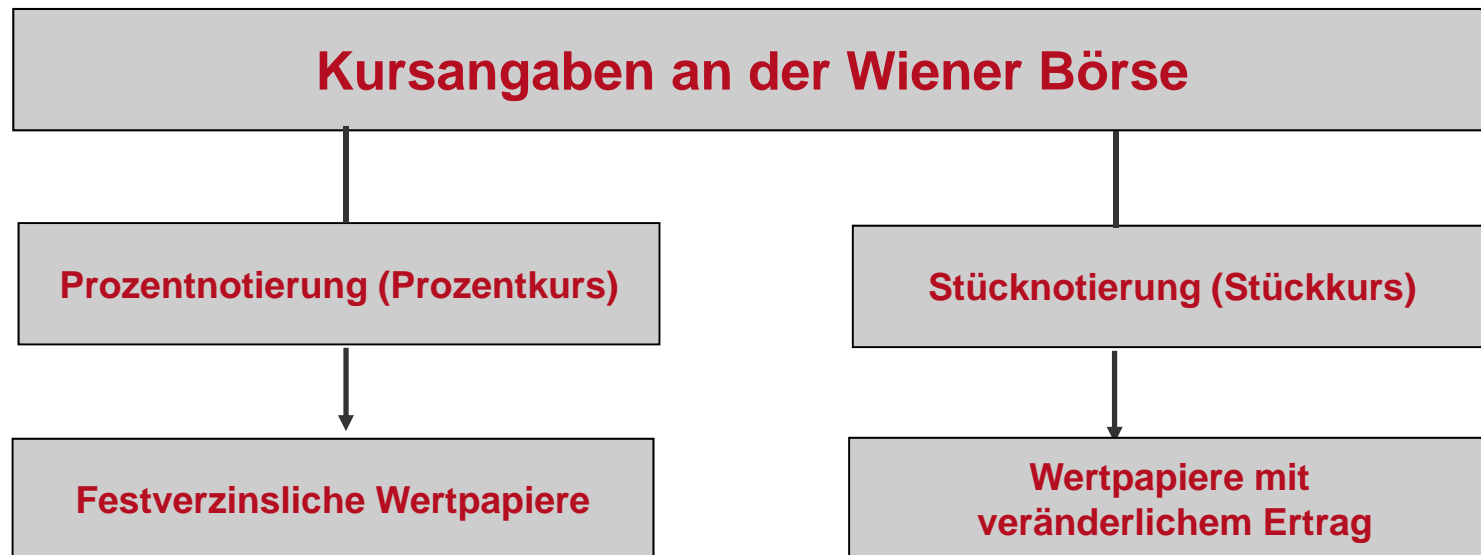 Kursangaben an der Wiener Börse
Prozentnotierung (Prozentkurs)
Stücknotierung (Stückkurs)
Festverzinsliche Wertpapiere
Wertpapiere mit
veränderlichem Ertrag